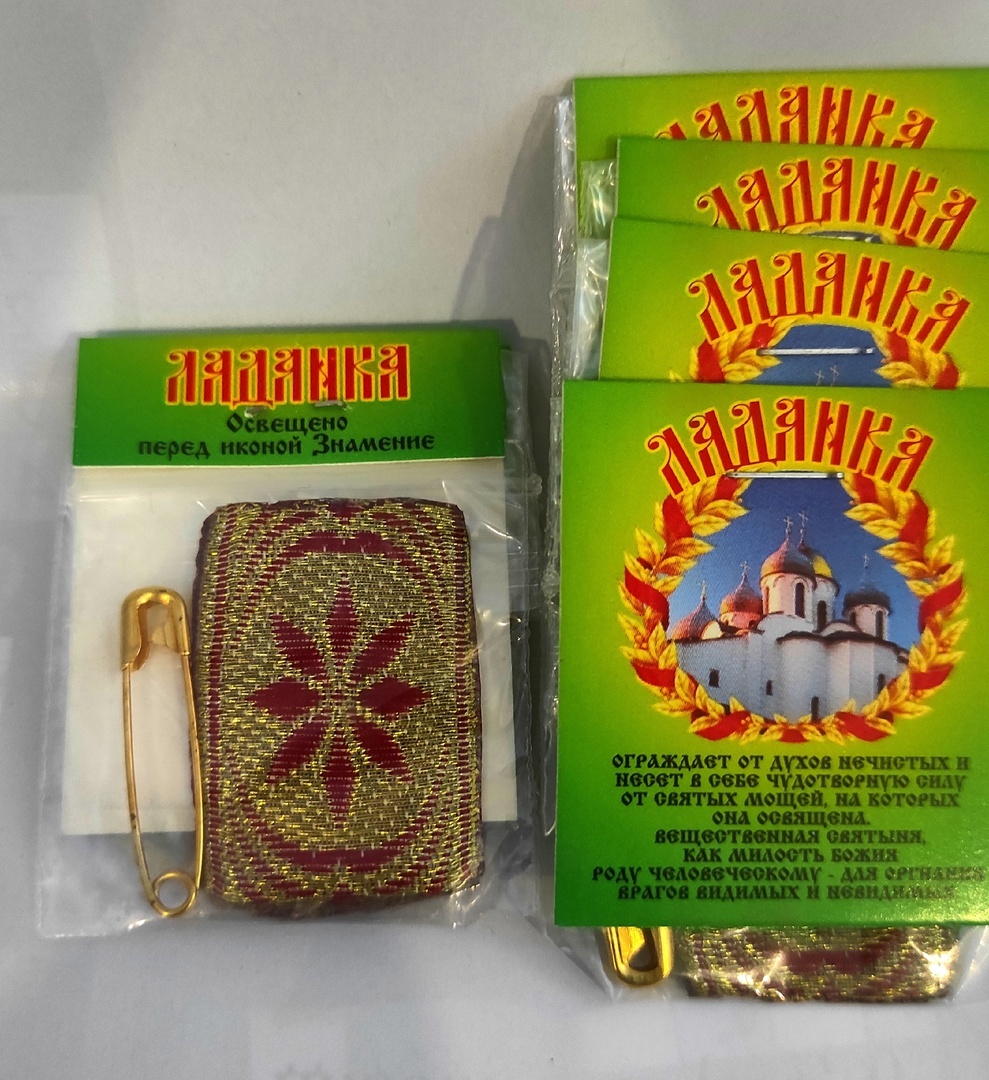 ЛАДАНКА
Освещено
перед иконой Знамение
ЛАДАНКА
ЛАДАНКА
ЛАДАНКА
ЛАДАНКА
ОГРАЖДАЕТ ОТ ДУХОВ НЕЧИСТЫХ И
НЕСЕТ В СЕБЕ ЧУДОТВОРНУЮ СИЛУ
ОТ СВЯТЫХ МОЩЕЙ, НА КОТОРЫХ
ОНА ОСВЯЩЕНА.
ВЕЩЕСТВЕННАЯ СВЯТЫНЯ,
КАК МИЛОСТЬ БОЖИЯ
РОДУ ЧЕЛОВЕЧЕСКОМУ - ДЛЯ
ВРАГОВ ВИДИМЫХ И НЕВИДИМЫХ